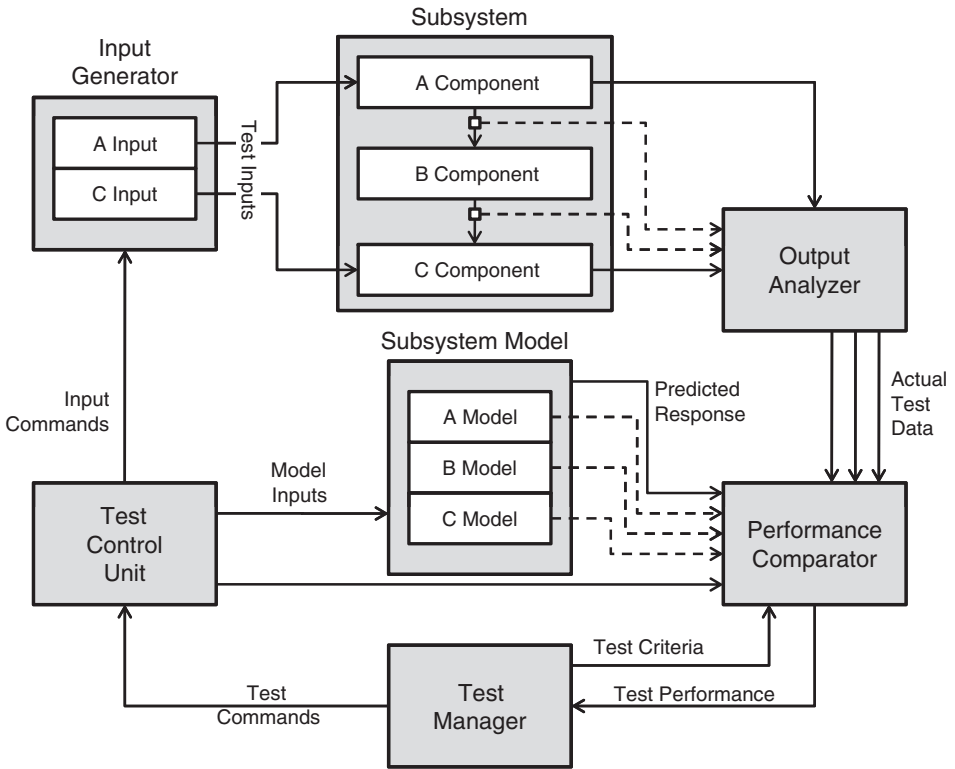 Subsystem
Input
Generator
A Component
A Input
Test Inputs
B Component
C Input
C Component
Output
Analyzer
Subsystem Model
Input
Commands
Predicted
Response
Actual
Test
Data
A Model
B Model
C Model
Model
Inputs
Test
Control
Unit
Performance
Comparator
Test Criteria
Test Performance
Test
Manager
Test
Commands